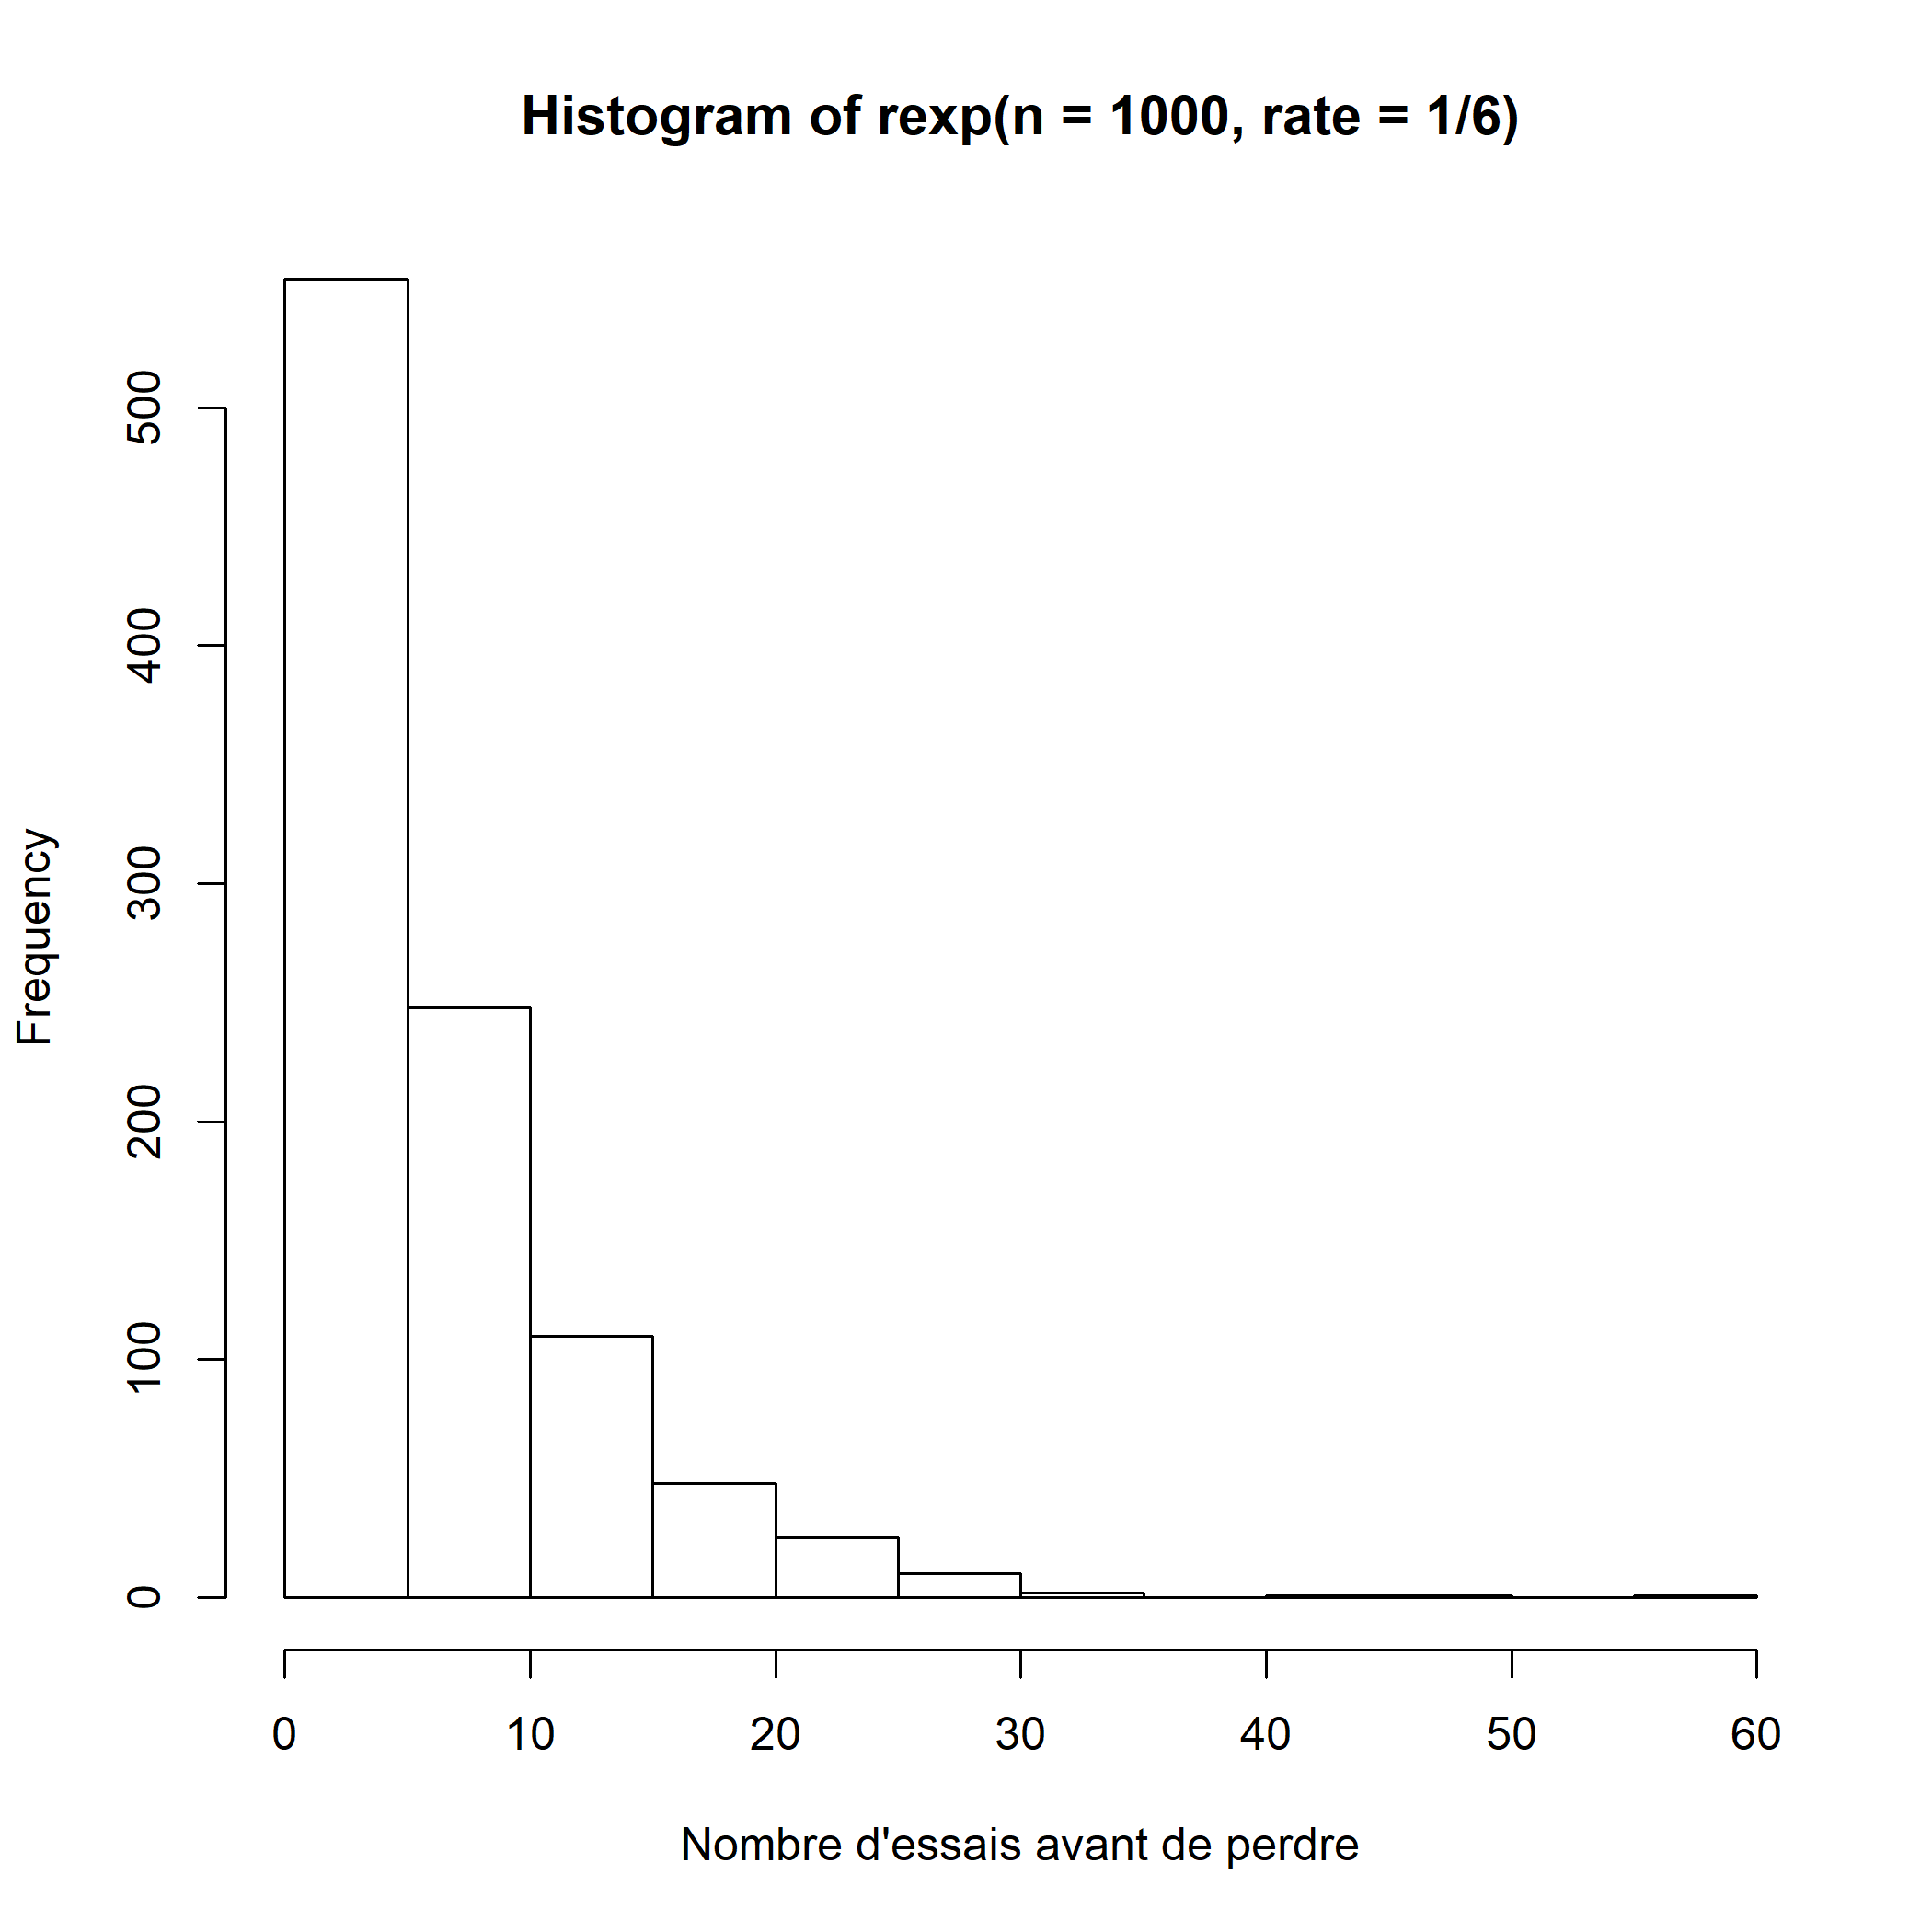 Histogram of rexp(n = 1000, rate = 1/6)
Frequency
500
400
300
200
100
0
0 10 20 30 40 50 60
Nombre d'essais avant de perdre